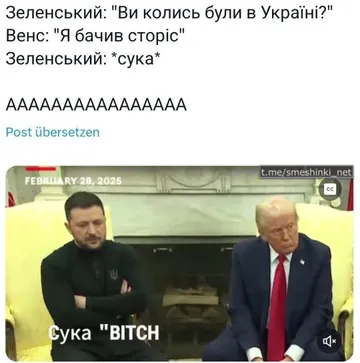 Зеленський: "Ви колись були в Україні?"
Венс: "Я бачив сторіс"
Зеленський: *сука*
АААААААААААААААА
Post übersetzen
t.me/smeshinki_net
FEBRUARY 28, 2025
CC
Сука "BITCH